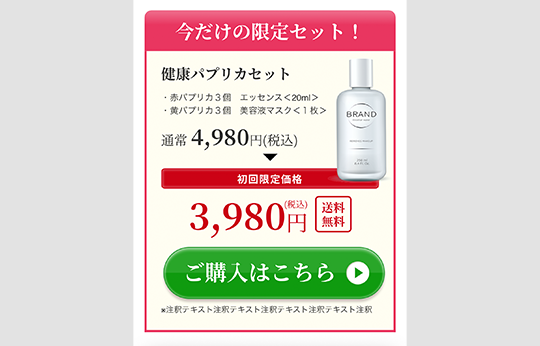 今だけの限定セット！
健康パプリカセット
・赤パプリカ３個　エッセンス＜20ml＞
・黄パプリカ３個　美容液マスク＜１枚＞
BRAND
通常 4,980円(税込)
初回限定価格
3,980円(税込)
送料
無料
ご購入はこちら
※注釈テキスト注釈テキスト注釈テキスト注釈テキスト注釈